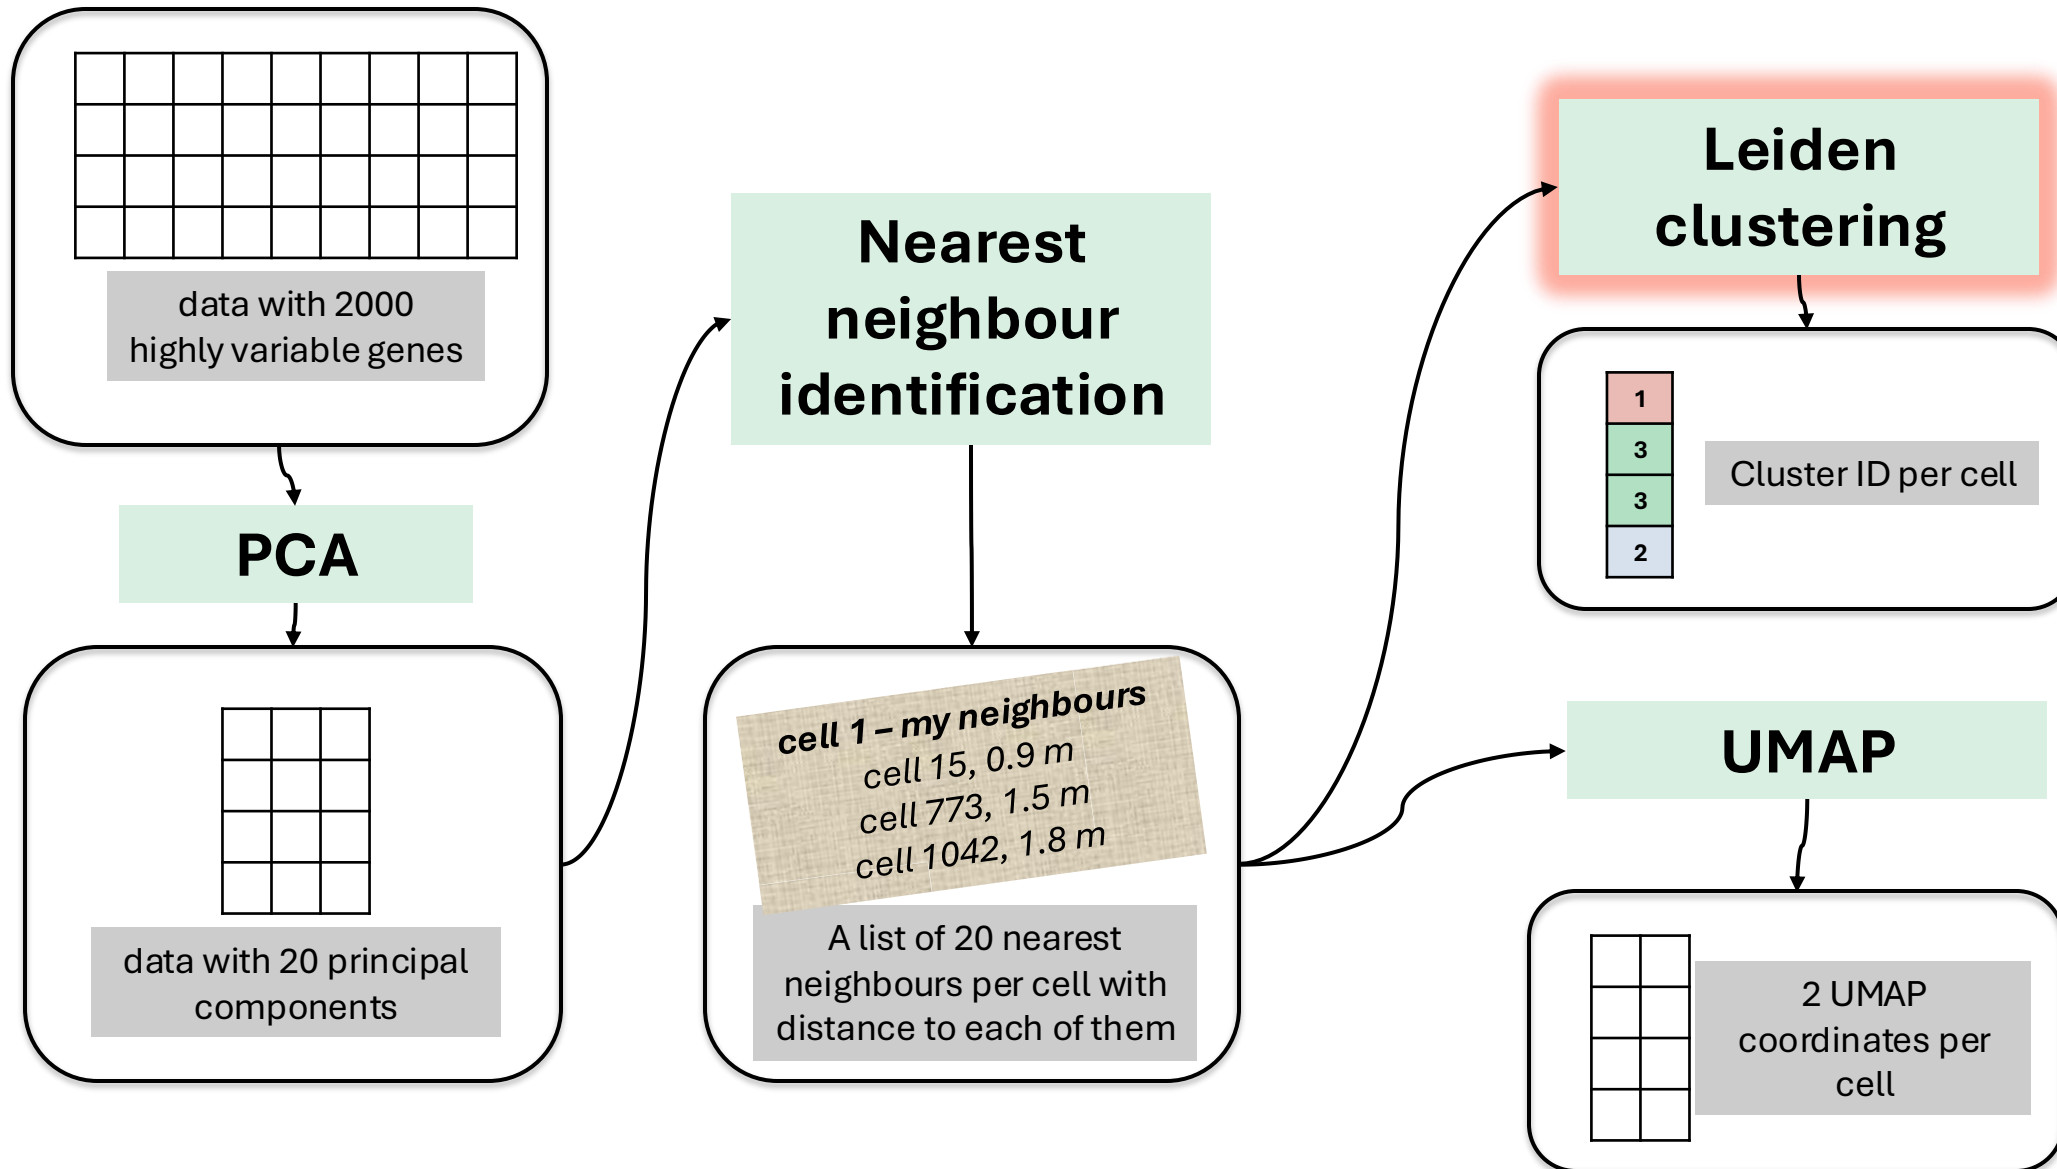 data with 2000
highly variable genes
PCA
data with 20 principal
components
Nearest
neighbour
identification
cell 1 – my neighbours
cell 15, 0.9 m
cell 773, 1.5 m
cell 1042, 1.8 m
A list of 20 nearest
neighbours per cell with
distance to each of them
Leiden
clustering
1
3
3
2
Cluster ID per cell
UMAP
2 UMAP
coordinates per
cell